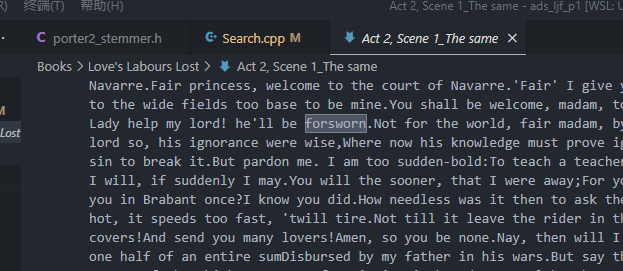 终端(T) 帮助(H)
Act 2, Scene 1_The same - ads_ljf_p1 [WSL: U
porter2_stemmer.h
Search.cpp M
Act 2, Scene 1_The same
Books > Love's Labours Lost > Act 2, Scene 1_The same
M
Lost
Navarre.Fair princess, welcome to the court of Navarre.'Fair' I give
to the wide fields too base to be mine.You shall be welcome, madam,
Lady help my lord! he'll be forsworn.Not for the world, fair madam,
lord so, his ignorance were wise,Where now his knowledge must prove
sin to break it.But pardon me. I am too sudden-bold:To teach a teacher
I will, if suddenly I may.You will the sooner, that I were away;For
you in Brabant once?I know you did.How needless was it then to ask
hot, it speeds too fast, 'twill tire.Not till it leave the rider in
covers!And send you many lovers!Amen, so you be none.Nay, then will I
one half of an entire sumDisbursed by my father in his wars.But say